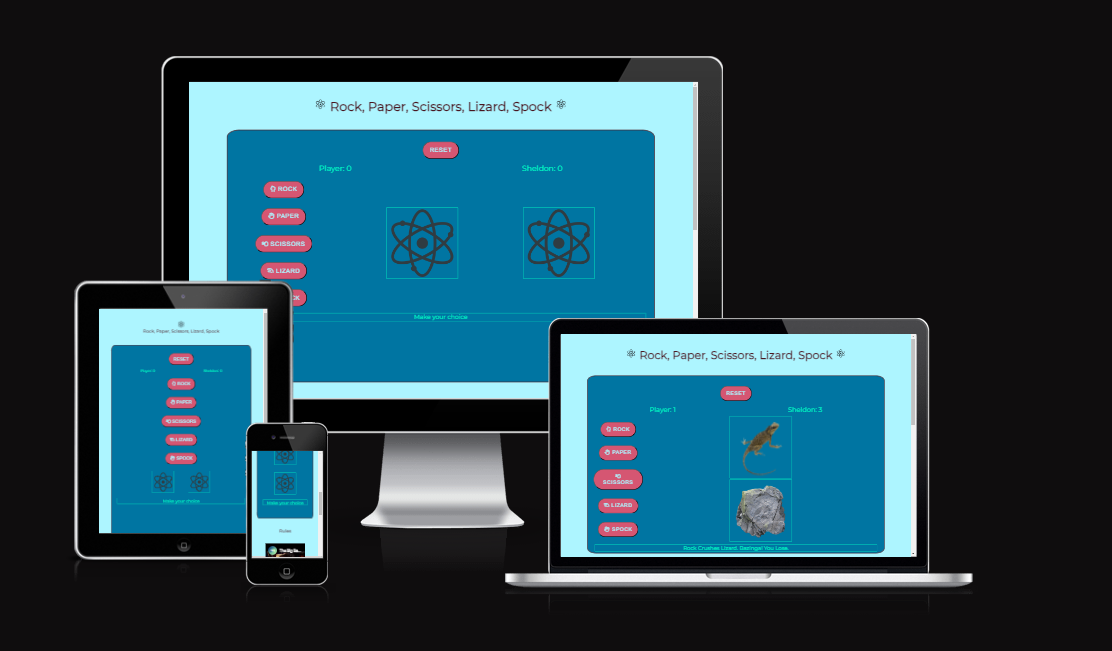 Rock, Paper, Scissors, Lizard, Spock
RESET
Player: 0 Sheldon: 0
ROCK
PAPER
SCISSORS
LIZARD
CK
Make your choice
Rock, Paper, Scissors, Lizard, Spock
RESET
Player: 0 Sheldon: 0
ROCK
PAPER
SCISSORS
LIZARD
SPOCK
Make your choice
Make your choice
Rules
The Big Ba...
Rock, Paper, Scissors, Lizard, Spock
RESET
Player: 1 Sheldon: 3
ROCK
PAPER
SCISSORS
LIZARD
SPOCK
Rock Crushes Lizard. Bazinga! You Lose